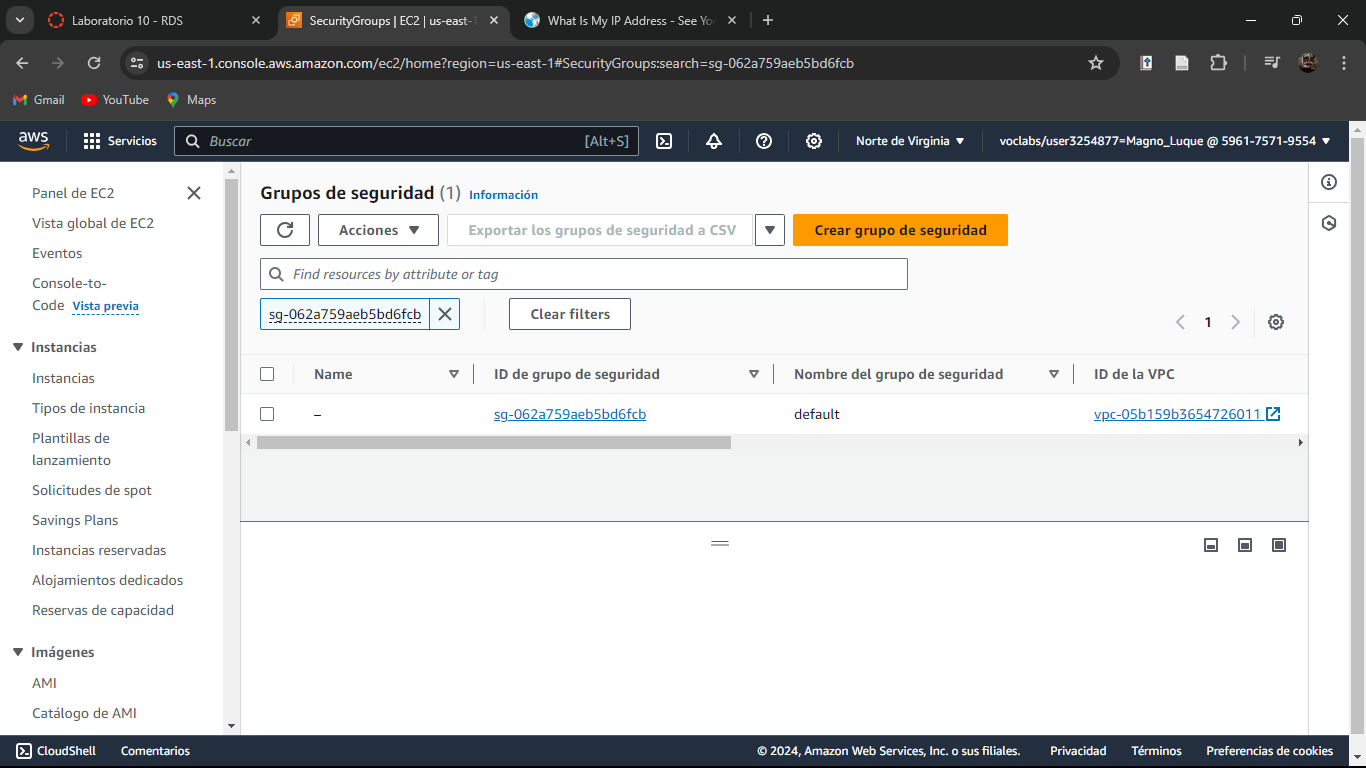 Laboratorio 10 - RDS
SecurityGroups | EC2 | us-east-1
What Is My IP Address - See Yo
us-east-1.console.aws.amazon.com/ec2/home?region=us-east-1#SecurityGroups:search=sg-062a759aeb5bd6fcb
Gmail
YouTube
Maps
aws
Servicios
Buscar
[Alt+S]
Norte de Virginia
voclabs/user3254877=Magno_Luque @ 5961-7571-9554
Panel de EC2
Vista global de EC2
Eventos
Console-to-
Code Vista previa
Instancias
Instancias
Tipos de instancia
Plantillas de
lanzamiento
Solicitudes de spot
Savings Plans
Instancias reservadas
Alojamientos dedicados
Reservas de capacidad
Imágenes
AMI
Catálogo de AMI
Grupos de seguridad (1) Información
Acciones
Exportar los grupos de seguridad a CSV
Crear grupo de seguridad
Find resources by attribute or tag
sg-062a759aeb5bd6fcb
Clear filters
1
Name
ID de grupo de seguridad
Nombre del grupo de seguridad
ID de la VPC
–
sg-062a759aeb5bd6fcb
default
vpc-05b159b3654726011
CloudShell
Comentarios
© 2024, Amazon Web Services, Inc. o sus filiales.
Privacidad
Términos
Preferencias de cookies